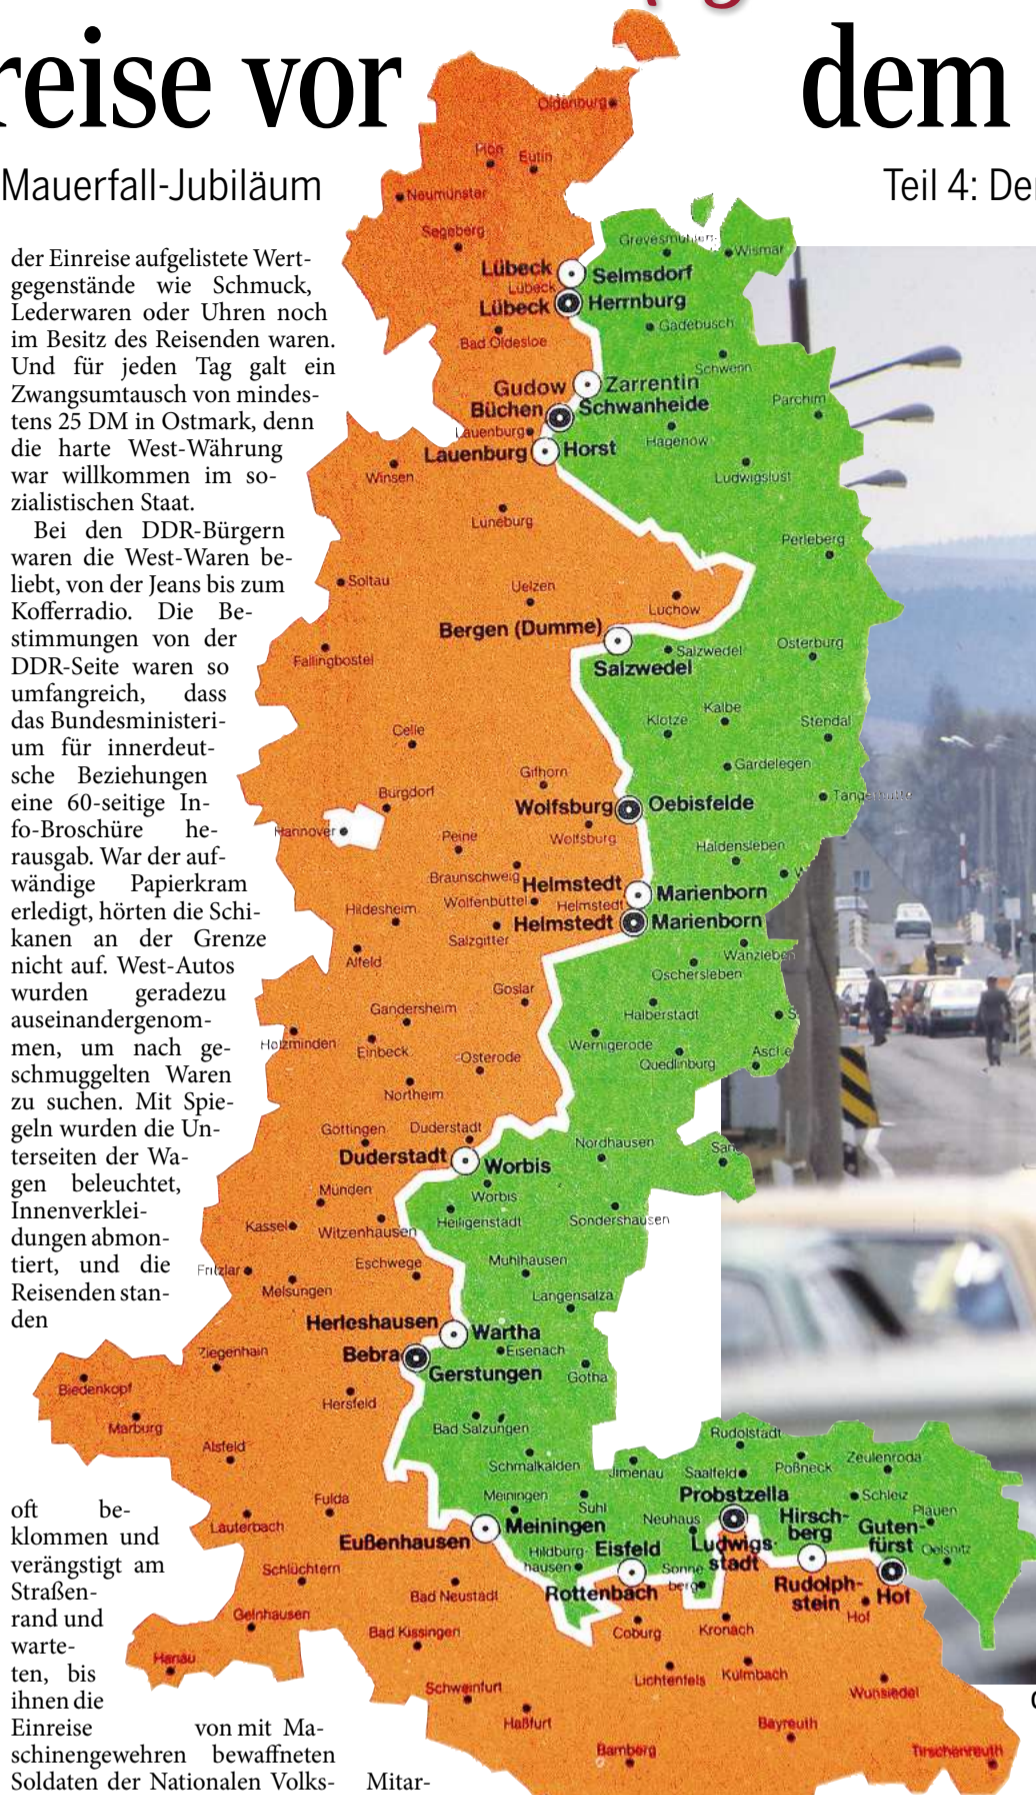 reise vor
dem
Mauerfall-Jubiläum
Teil 4:
der Einreise aufgelistete Wert-
gegenstände wie Schmuck,
Lederwaren oder Uhren noch
im Besitz des Reisenden waren.
Und für jeden Tag galt ein
Zwangsumtausch von mindes-
tens 25 DM in Ostmark, denn
die harte West-Währung
war willkommen im so-
zialistischen Staat.
Bei den DDR-Bürgern
waren die West-Waren be-
liebt, von der Jeans bis zum
Kofferradio. Die Be-
stimmungen von der
DDR-Seite waren so
umfangreich, dass
das Bundesministeri-
um für innerdeut-
sche Beziehungen
eine 60-seitige In-
fo-Broschüre he-
rausgab. War der auf-
wändige Papierkram
erledigt, hörten die Schi-
kanen an der Grenze
nicht auf. West-Autos
wurden geradezu
auseinandergenom-
men, um nach ge-
schmuggelten Waren
zu suchen. Mit Spie-
geln wurden die Un-
terseiten der Wa-
gen beleuchtet,
Innenverklei-
dungen abmon-
tiert, und die
Reisenden stan-
den
oft be-
klommen und
verängstigt am
Straßen-
rand und
warte-
ten, bis
ihnen die
Einreise von mit Ma-
schinengewehren bewaffneten
Soldaten der Nationalen Volks-
Mitar-
Oldenburg
Plön
Eutin
Neumünster
Segeberg
Grevesmühlen
Wismar
Lübeck
Selmsdorf
Lübeck
Lübeck
Herrnburg
Gadebusch
Bad Oldesloe
Schwerin
Gudow
Zarrentin
Parchim
Büchen
Schwanheide
Lauenburg
Hagenow
Lauenburg
Horst
Winsen
Ludwigslust
Lüneburg
Perleberg
Soltau
Uelzen
Lüchow
Bergen (Dumme)
Salzwedel
Osterburg
Fallingbostel
Salzwedel
Kalbe
Klötze
Stendal
Celle
Gardelegen
Gifhorn
Burgdorf
Wolfsburg
Oebisfelde
Hannover
Peine
Wolfsburg
Haldensleben
Braunschweig
Helmstedt
Marienborn
Wolfenbüttel
Helmstedt
Hildesheim
Helmstedt
Marienborn
Salzgitter
Wanzleben
Alfeld
Oschersleben
Goslar
Gandersheim
Halberstadt
Holzminden
Einbeck
Wernigerode
Osterode
Quedlinburg
Northeim
Göttingen
Duderstadt
Nordhausen
Duderstadt
Worbis
Münden
Worbis
Kassel
Witzenhausen
Heiligenstadt
Sondershausen
Fritzlar
Eschwege
Mühlhausen
Melsungen
Langensalza
Herleshausen
Wartha
Ziegenhain
Bebra
Eisenach
Gerstungen
Gotha
Biedenkopf
Hersfeld
Marburg
Bad Salzungen
Rudolstadt
Alsfeld
Schmalkalden
Jlmenau
Saalfeld
Pößneck
Zeulenroda
Fulda
Meiningen
Suhl
Probstzella
Schleiz
Lauterbach
Meiningen
Neuhaus
Hirsch-
berg
Plauen
Guten-
fürst
Eußenhausen
Hildburg-
hausen
Eisfeld
Ludwigs-
stadt
Oelsnitz
Schlüchtern
Sonne-
berg
Bad Neustadt
Rottenbach
Rudolph-
stein
Hof
Gelnhausen
Hof
Bad Kissingen
Coburg
Kronach
Hanau
Lichtenfels
Kulmbach
Schweinfurt
Wunsiedel
Haßfurt
Bayreuth
Bamberg
Tirschenreuth